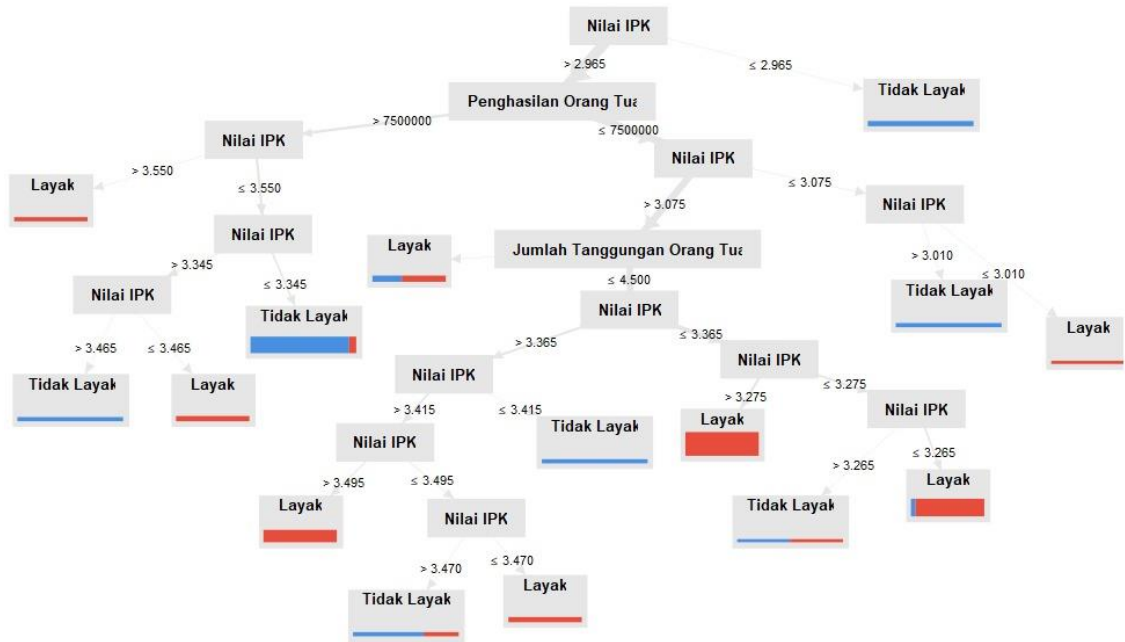 Nilai IPK
> 2.965
≤ 2.965
Penghasilan Orang Tua
Tidak Layak
> 7500000
≤ 7500000
Nilai IPK
Nilai IPK
> 3.550
≤ 3.550
> 3.075
≤ 3.075
Layak
Nilai IPK
Nilai IPK
Layak
Jumlah Tanggungan Orang Tua
> 3.345
≤ 3.345
≤ 4.500
> 3.010
≤ 3.010
Nilai IPK
Tidak Layak
Nilai IPK
Tidak Layak
Layak
> 3.465
≤ 3.465
> 3.365
≤ 3.365
Tidak Layak
Layak
Nilai IPK
Nilai IPK
> 3.415
≤ 3.415
> 3.275
≤ 3.275
Nilai IPK
Tidak Layak
Layak
Nilai IPK
> 3.495
≤ 3.495
> 3.265
≤ 3.265
Layak
Nilai IPK
Tidak Layak
Layak
> 3.470
≤ 3.470
Tidak Layak
Layak